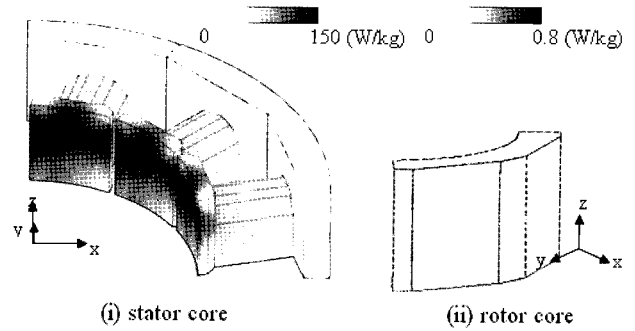 0 150 (W/kg) 0 0.8 (W/kg)
z
y x
z
y x
(i) stator core (ii) rotor core